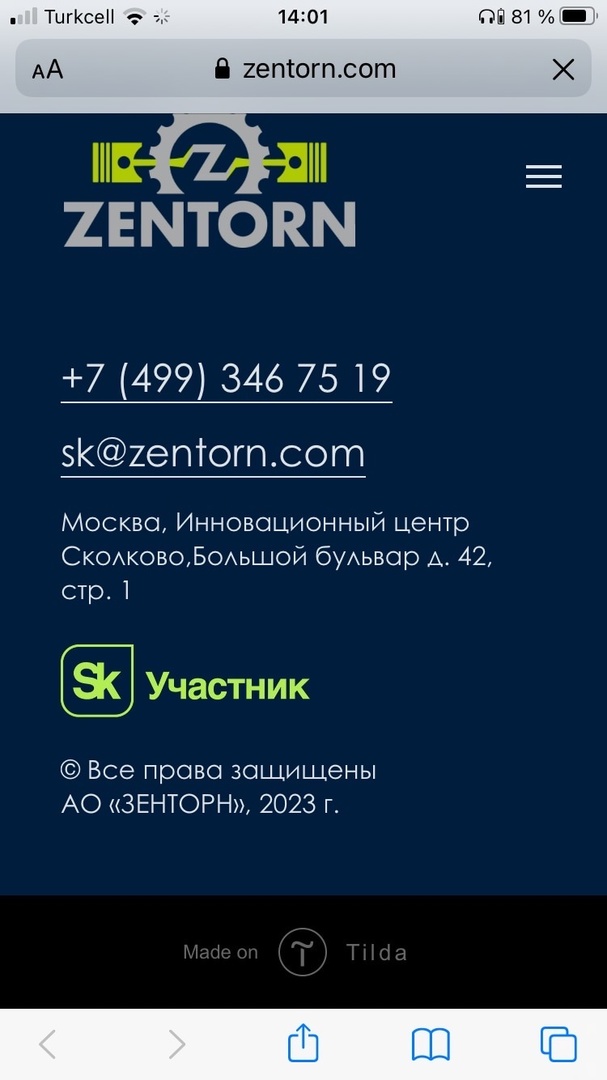 Turkcell 14:01 81 %
AA zentorn.com
Z
ZENTORN
+7 (499) 346 75 19
sk@zentorn.com
Москва, Инновационный центр
Сколково,Большой бульвар д. 42,
стр. 1
Sk Участник
© Все права защищены
АО «ЗЕНТОРН», 2023 г.
Made on Tilda